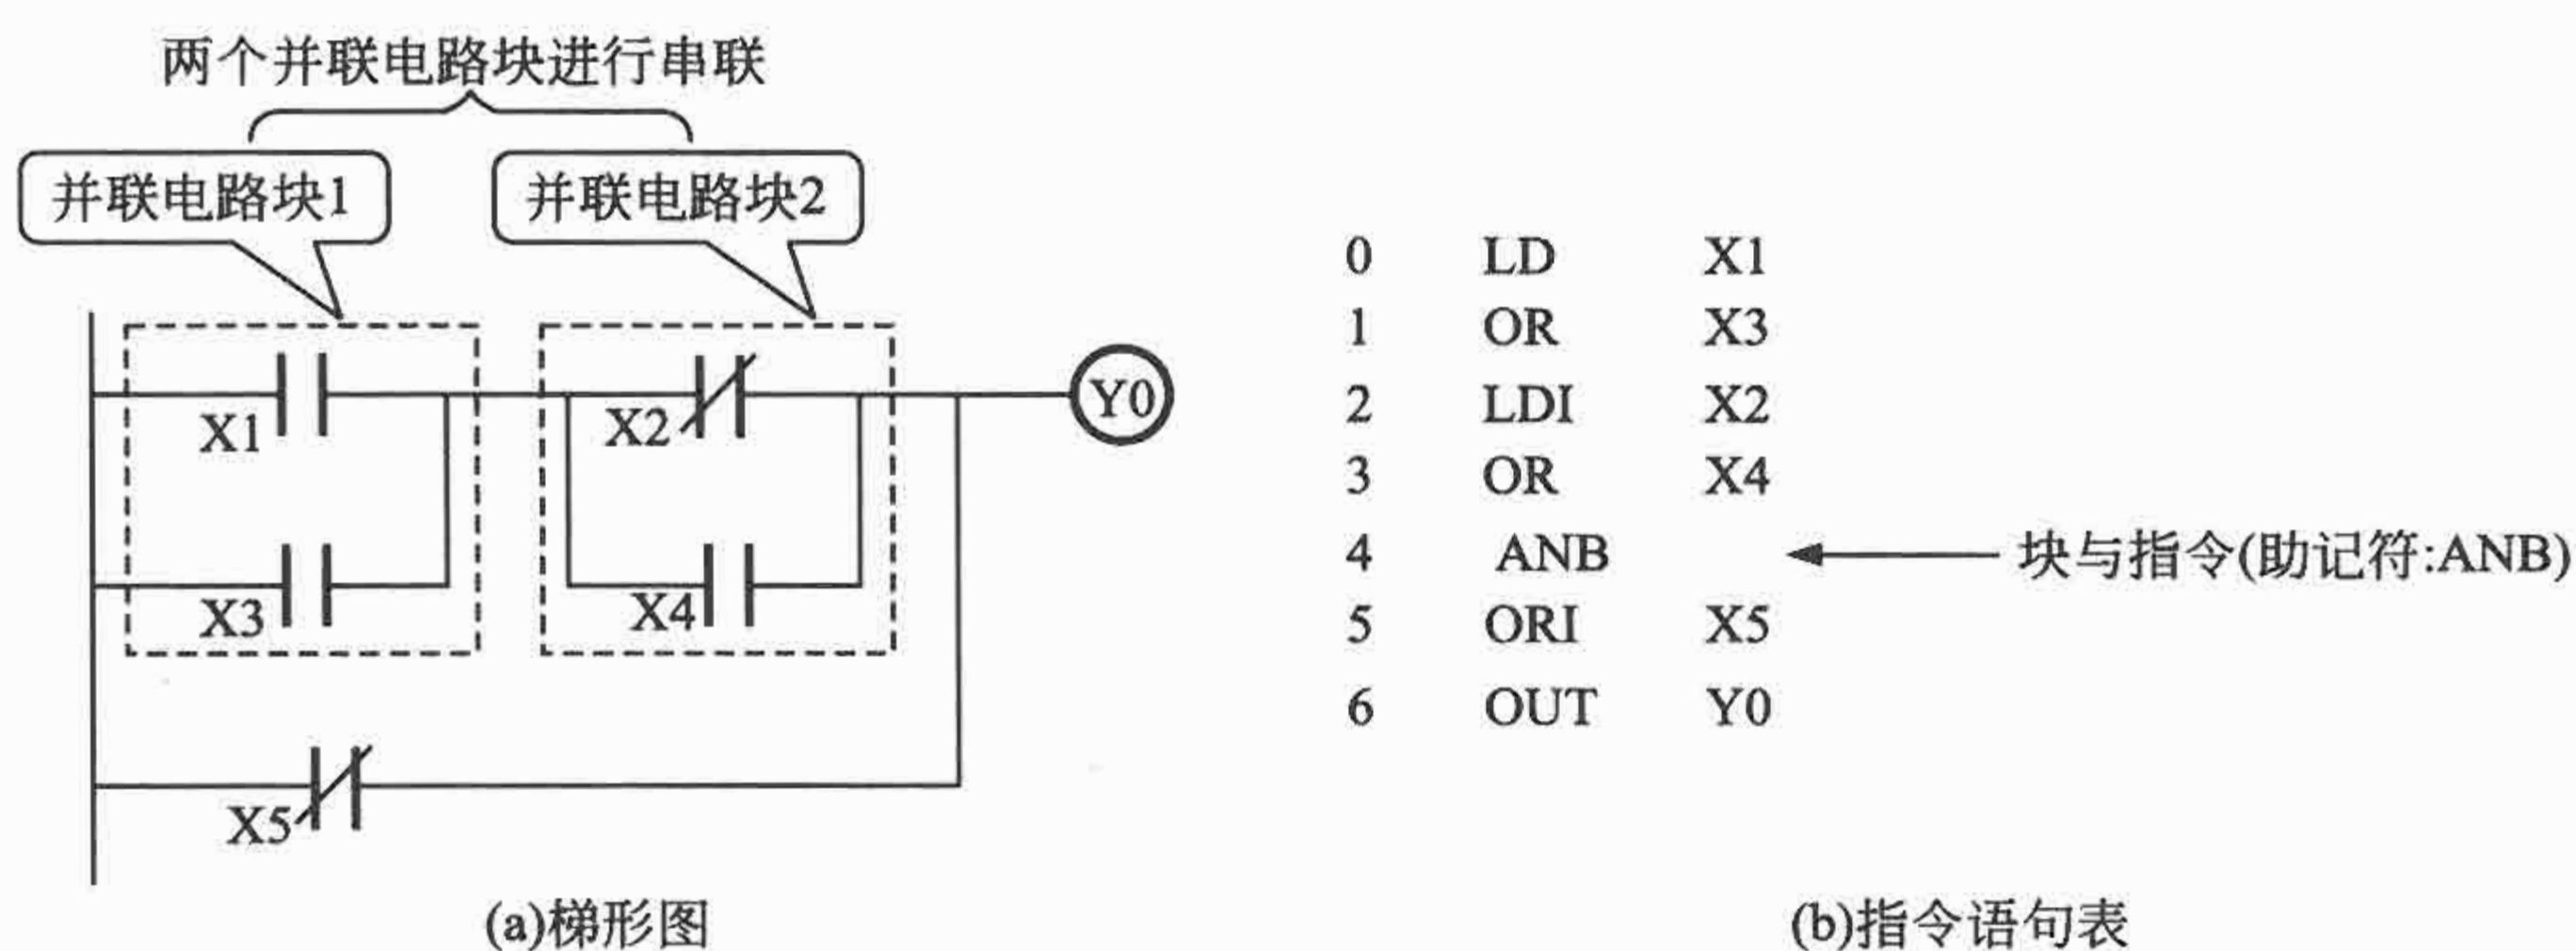 两个并联电路块进行串联
并联电路块1
并联电路块2
X1
X2
Y0
X3
X4
X5
(a)梯形图
0 LD X1
1 OR X3
2 LDI X2
3 OR X4
4 ANB 块与指令(助记符:ANB)
5 ORI X5
6 OUT Y0
(b)指令语句表